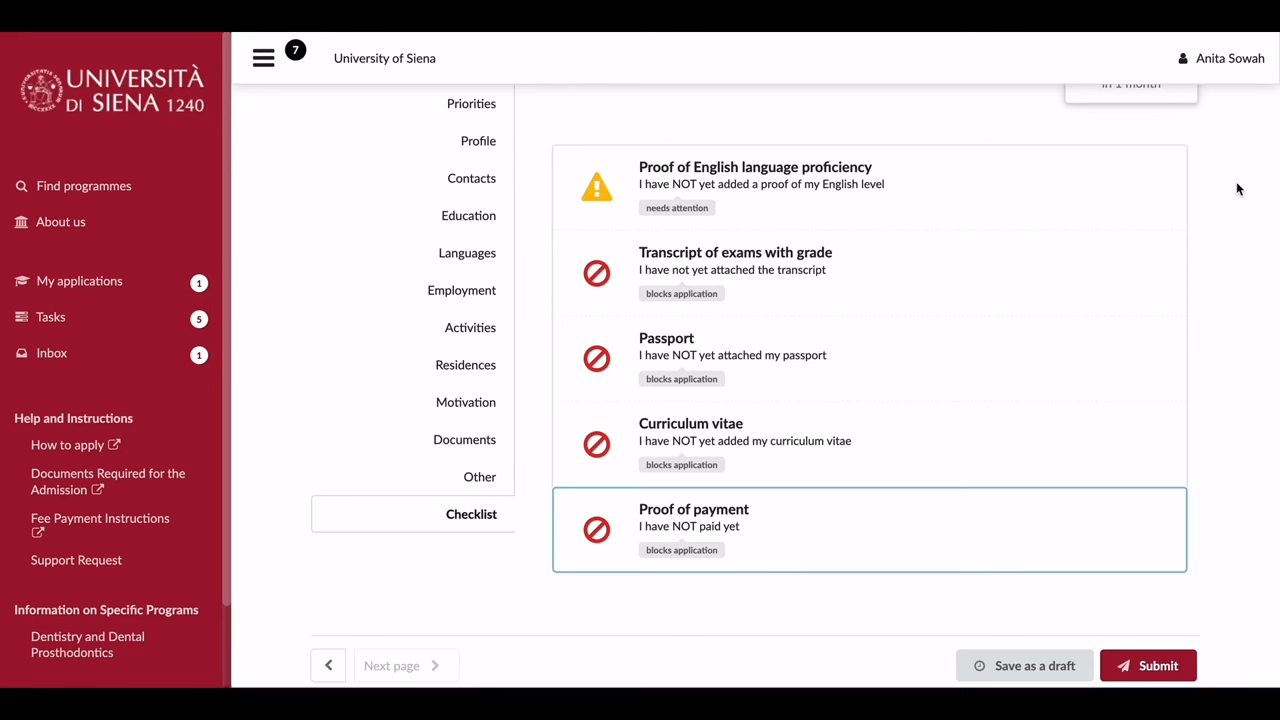 UNIVERSITÀ
DI SIENA 1240
7
University of Siena
Anita Sowah
Find programmes
About us
My applications
1
Tasks
5
Inbox
1
Help and Instructions
How to apply
Documents Required for the
Admission
Fee Payment Instructions
Support Request
Information on Specific Programs
Dentistry and Dental
Prosthodontics
Priorities
Profile
Contacts
Education
Languages
Employment
Activities
Residences
Motivation
Documents
Other
Checklist
in 1 month
Proof of English language proficiency
I have NOT yet added a proof of my English level
needs attention
Transcript of exams with grade
I have not yet attached the transcript
blocks application
Passport
I have NOT yet attached my passport
blocks application
Curriculum vitae
I have NOT yet added my curriculum vitae
blocks application
Proof of payment
I have NOT paid yet
blocks application
Next page
Save as a draft
Submit